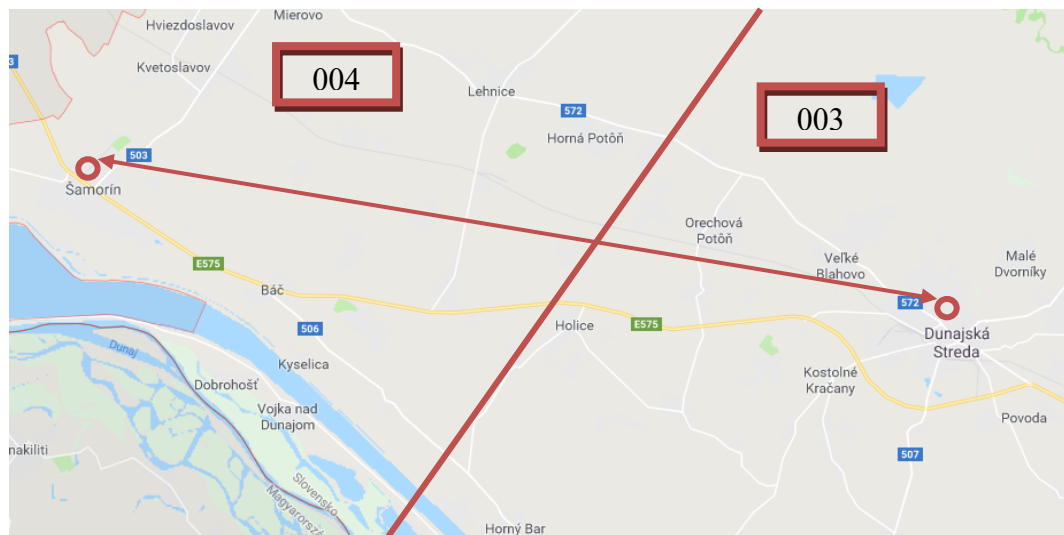 Mierovo
Hviezdoslavov
Kvetoslavov
004
Lehnice
572
003
Horná Potôň
503
Šamorín
Orechová
Potôň
Veľké
Blahovo
Malé
Dvorníky
E575
Báč
506
Holice
E575
572
Dunajská
Streda
Dunaj
Kyselica
Dobrohošť
Kostolné
Kračany
Vojka nad
Dunajom
Povoda
nakiliti
507
Slovensko
Magyarország
Horný Bar